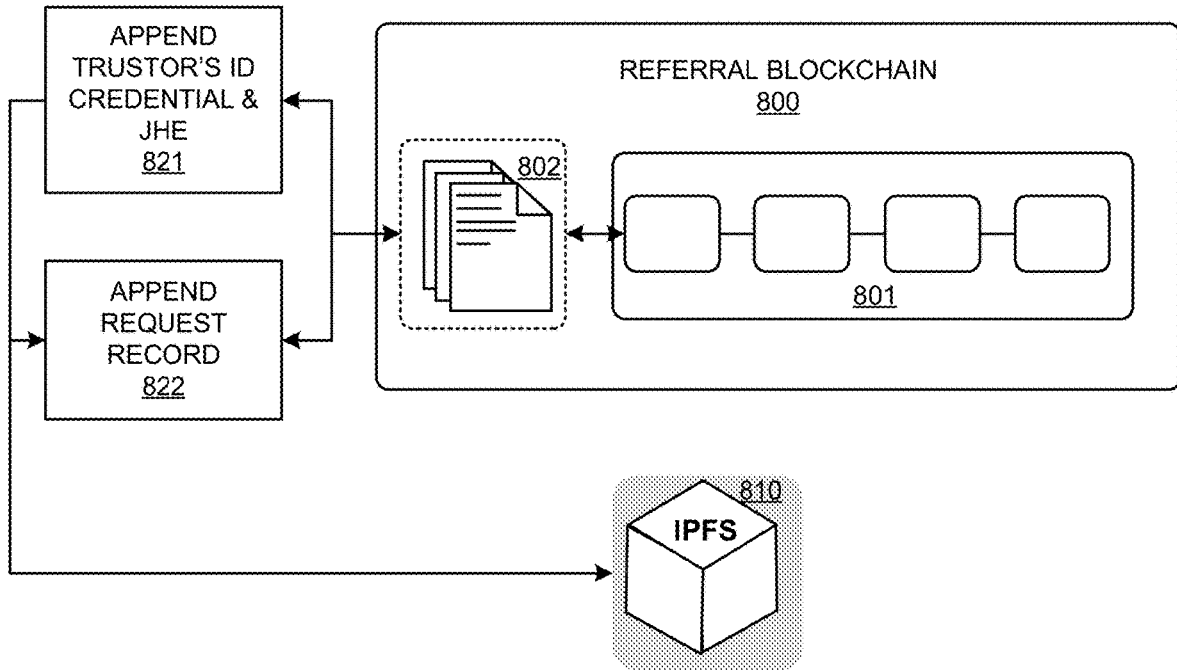 APPEND
TRUSTOR'S ID
CREDENTIAL &
JHE
821
REFERRAL BLOCKCHAIN
800
802
801
APPEND
REQUEST
RECORD
822
810
IPFS